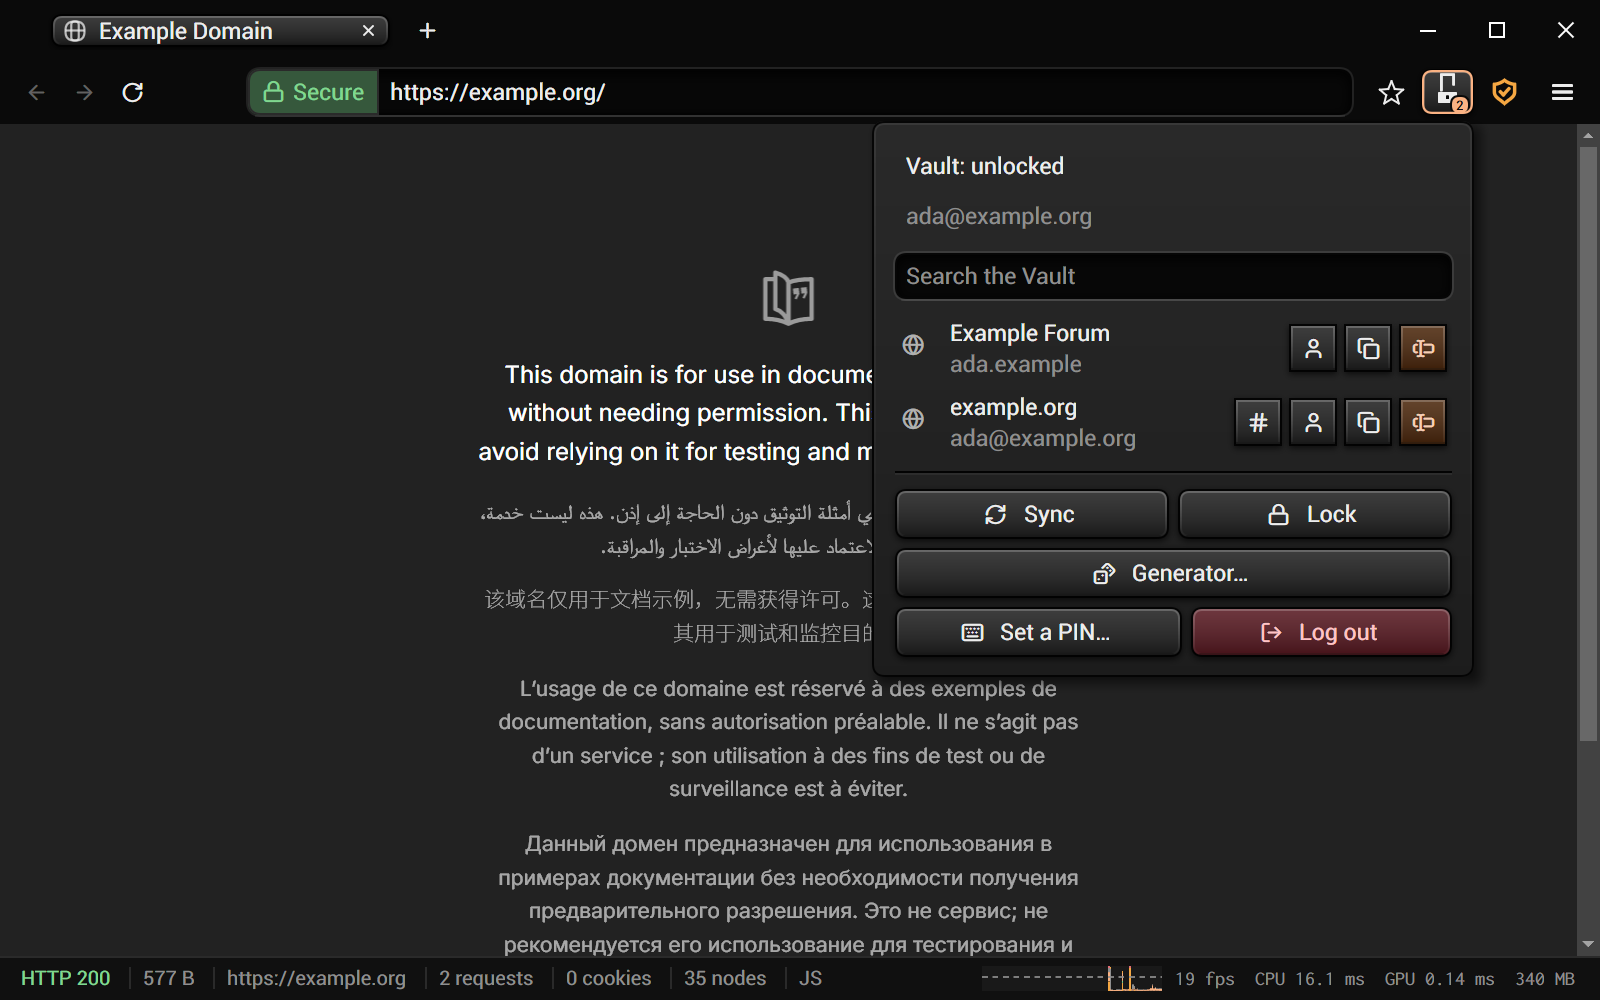 Example Domain
Secure
https://example.org/
2
Vault: unlocked
ada@example.org
Search the Vault
Example Forum
ada.example
example.org
ada@example.org
Sync
Lock
Generator...
Set a PIN...
Log out
This domain is for use in docume
without needing permission. Thi
avoid relying on it for testing and m
ي أمثلة التوثيق دون الحاجة إلى إذن. هذه ليست خدمة،
لاعتماد عليها لأغراض الاختبار والمراقبة.
该域名仅用于文档示例，无需获得许可。这
其用于测试和监控目的
L’usage de ce domaine est réservé à des exemples de
documentation, sans autorisation préalable. Il ne s’agit pas
d’un service ; son utilisation à des fins de test ou de
surveillance est à éviter.
Данный домен предназначен для использования в
примерах документации без необходимости получения
предварительного разрешения. Это не сервис; не
рекомендуется его использование для тестирования и
HTTP 200
577 B
https://example.org
2 requests
0 cookies
35 nodes
JS
19 fps
CPU 16.1 ms
GPU 0.14 ms
340 MB